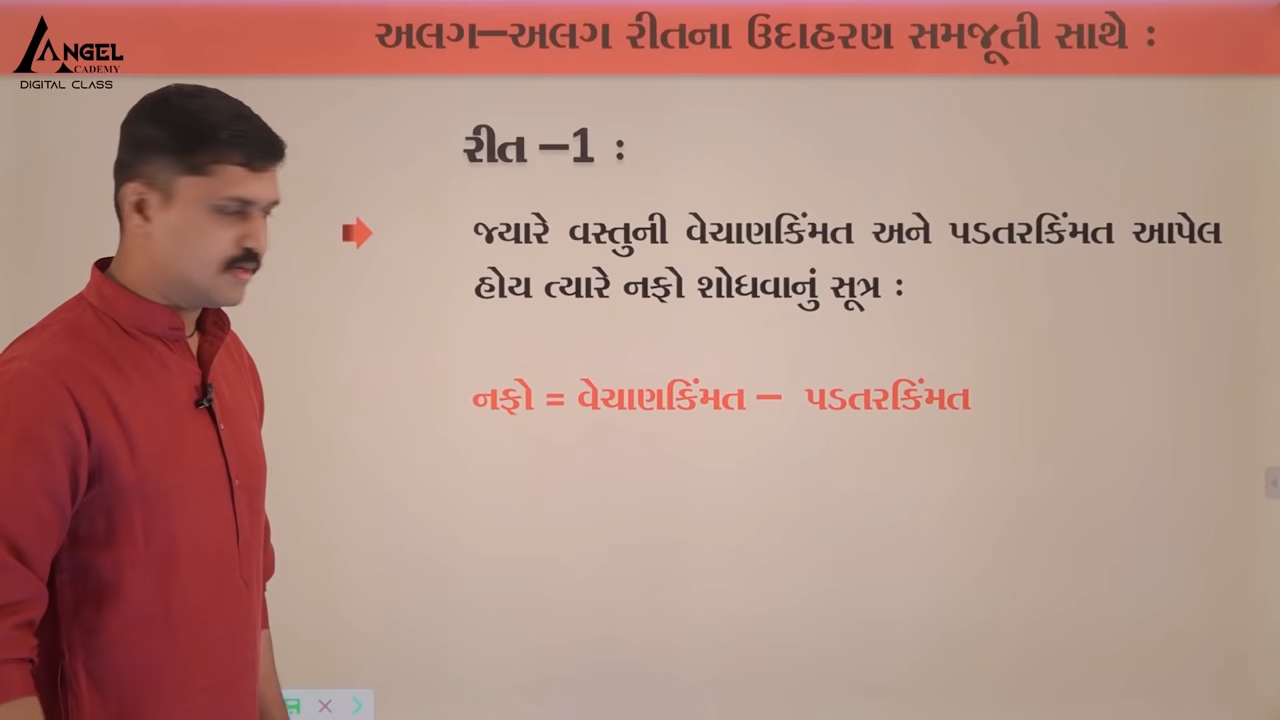 ANGEL
ACADEMY
DIGITAL CLASS
અલગ–અલગ રીતના ઉદાહરણ સમજૂતી સાથે :
રીત –1 :
જ્યારે વસ્તુની વેચાણકિંમત અને પડતરકિંમત આપેલ
હોય ત્યારે નફો શોધવાનું સૂત્ર :
નફો = વેચાણકિંમત – પડતરકિંમત